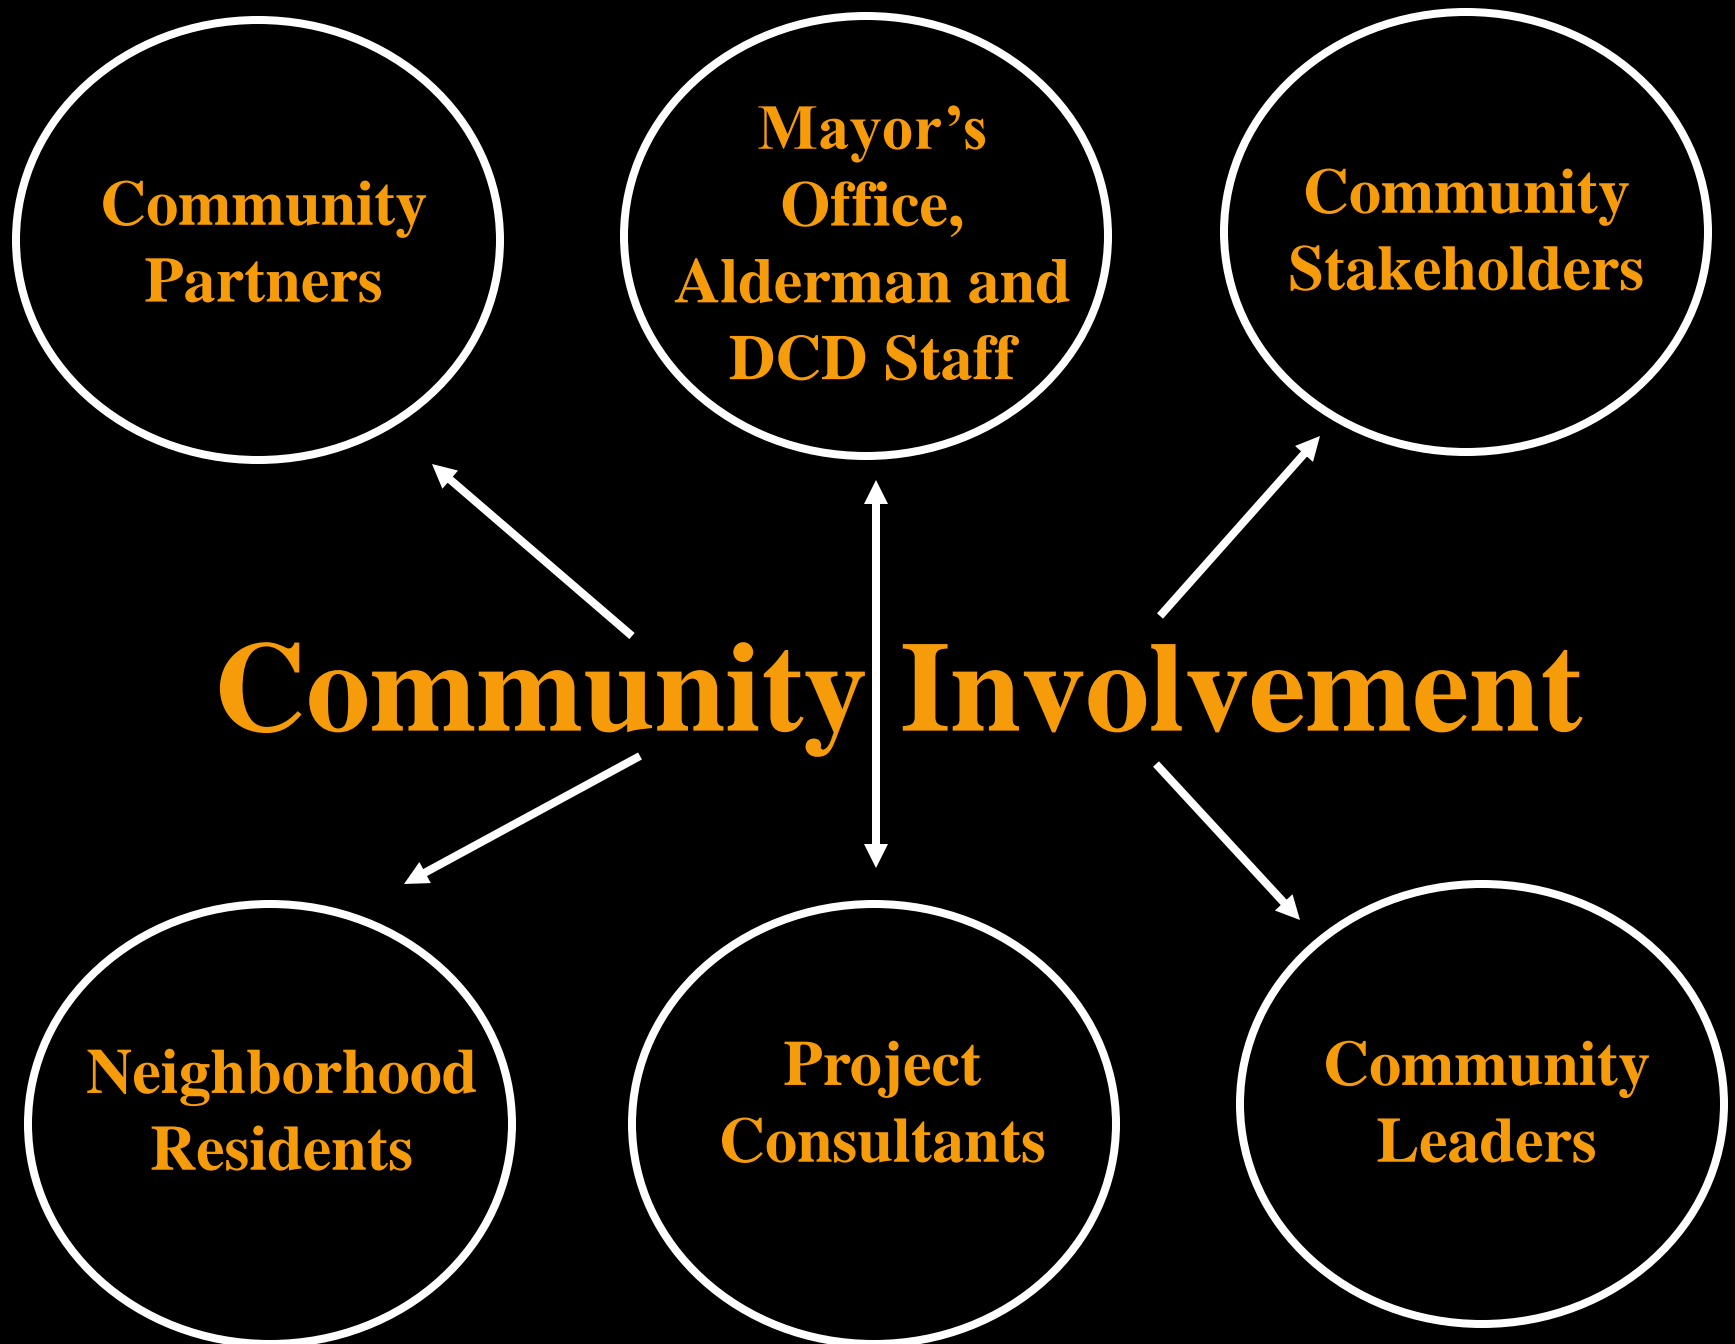 Community
Partners
Mayor’s
Office,
Alderman and
DCD Staff
Community
Stakeholders
Community Involvement
Neighborhood
Residents
Project
Consultants
Community
Leaders